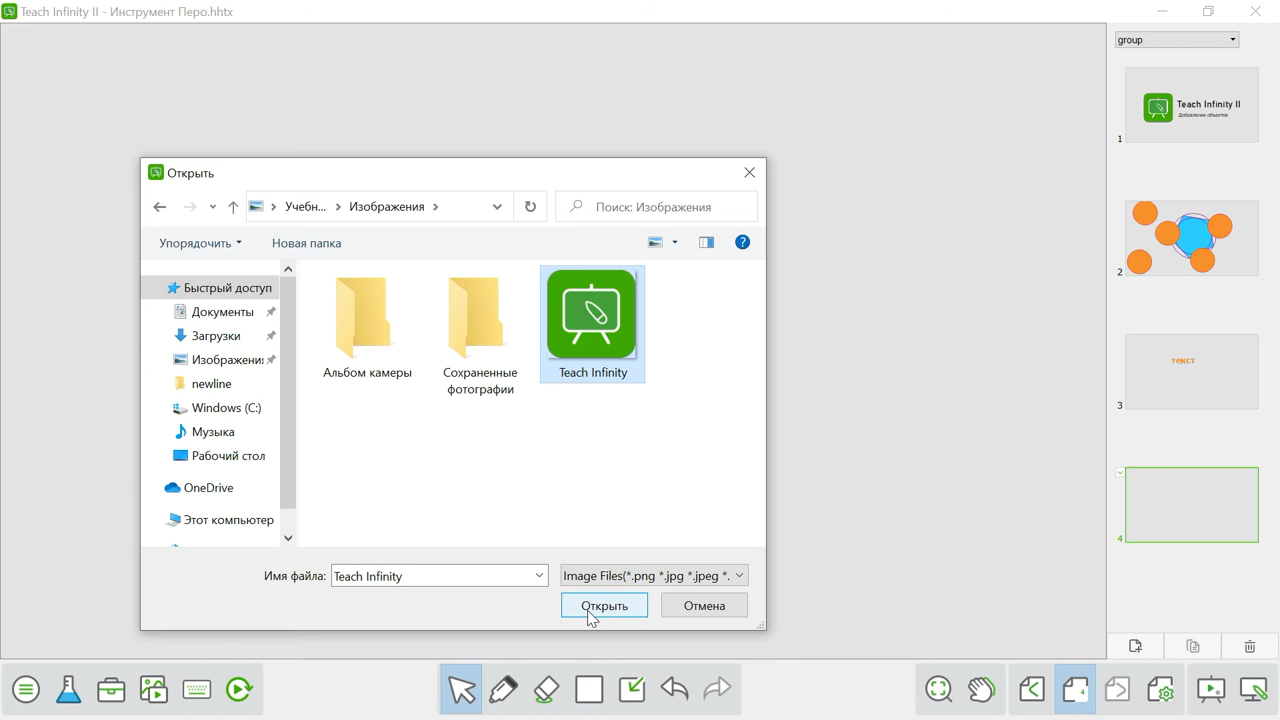 Teach Infinity II - Инструмент Перо.hhtx
group
Teach Infinity II
Добавление объектов
1
2
текст
3
4
Открыть
Учебн...
Изображения
Поиск: Изображения
Упорядочить
Новая папка
Быстрый доступ
Документы
Загрузки
Изображени
newline
Windows (C:)
Музыка
Рабочий стол
OneDrive
Этот компьютер
Альбом камеры
Сохраненные
фотографии
Teach Infinity
Имя файла:
Teach Infinity
Image Files(*.png *.jpg *.jpeg *.
Открыть
Отмена
4